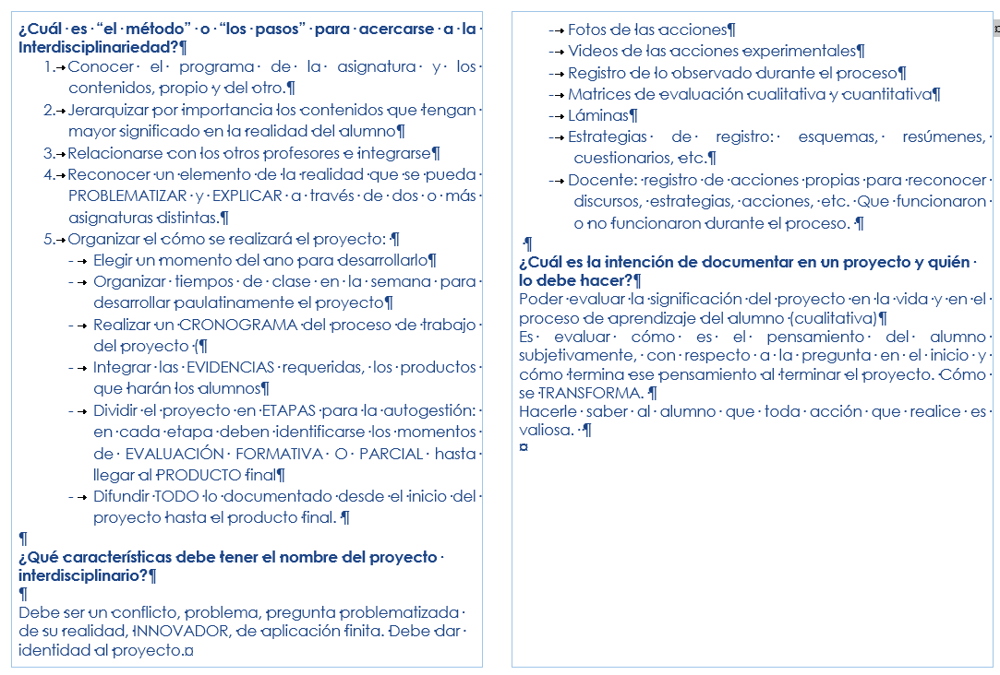 ¿Cuál es “el método” o “los pasos” para acercarse a la
Interdisciplinariedad?¶
1.→Conocer el programa de la asignatura y los
contenidos, propio y del otro.¶
2.→Jerarquizar por importancia los contenidos que tengan
mayor significado en la realidad del alumno¶
3.→Relacionarse con los otros profesores e integrarse¶
4.→Reconocer un elemento de la realidad que se pueda
PROBLEMATIZAR y EXPLICAR a través de dos o más
asignaturas distintas.¶
5.→Organizar el cómo se realizará el proyecto: ¶
-→ Elegir un momento del ano para desarrollarlo¶
-→ Organizar tiempos de clase en la semana para
desarrollar paulatinamente el proyecto¶
-→ Realizar un CRONOGRAMA del proceso de trabajo
del proyecto (¶
-→ Integrar las EVIDENCIAS requeridas, los productos
que harán los alumnos¶
-→ Dividir el proyecto en ETAPAS para la autogestión:
en cada etapa deben identificarse los momentos
de EVALUACIÓN FORMATIVA O PARCIAL hasta
llegar al PRODUCTO final¶
-→ Difundir TODO lo documentado desde el inicio del
proyecto hasta el producto final. ¶
¶
¿Qué características debe tener el nombre del proyecto
interdisciplinario?¶
¶
Debe ser un conflicto, problema, pregunta problematizada
de su realidad, INNOVADOR, de aplicación finita. Debe dar
identidad al proyecto.¤
-→ Fotos de las acciones¶
-→ Videos de las acciones experimentales¶
-→ Registro de lo observado durante el proceso¶
-→ Matrices de evaluación cualitativa y cuantitativa¶
-→ Láminas¶
-→ Estrategias de registro: esquemas, resúmenes,
cuestionarios, etc.¶
-→ Docente: registro de acciones propias para reconocer
discursos, estrategias, acciones, etc. Que funcionaron
o no funcionaron durante el proceso. ¶
¶
¿Cuál es la intención de documentar en un proyecto y quién
lo debe hacer?¶
Poder evaluar la significación del proyecto en la vida y en el
proceso de aprendizaje del alumno (cualitativa)¶
Es evaluar cómo es el pensamiento del alumno
subjetivamente, con respecto a la pregunta en el inicio y
cómo termina ese pensamiento al terminar el proyecto. Cómo
se TRANSFORMA. ¶
Hacerle saber al alumno que toda acción que realice es
valiosa. ¶
¤
¤